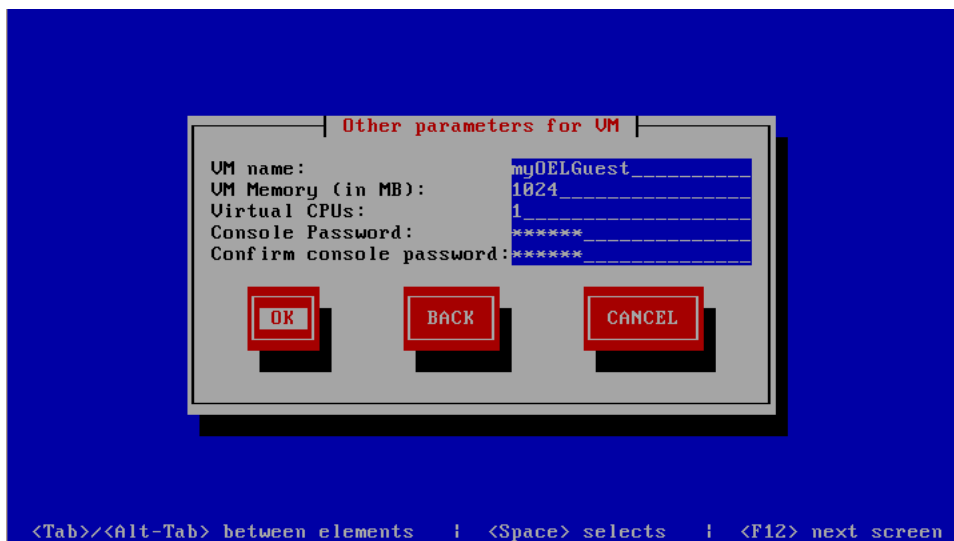 Other parameters for VM
VM name: myOELGuest__________
VM Memory (in MB): 1024________________
Virtual CPUs: 1___________________
Console Password: ******______________
Confirm console password:******______________
OK BACK CANCEL
<Tab>/<Alt-Tab> between elements | <Space> selects | <F12> next screen